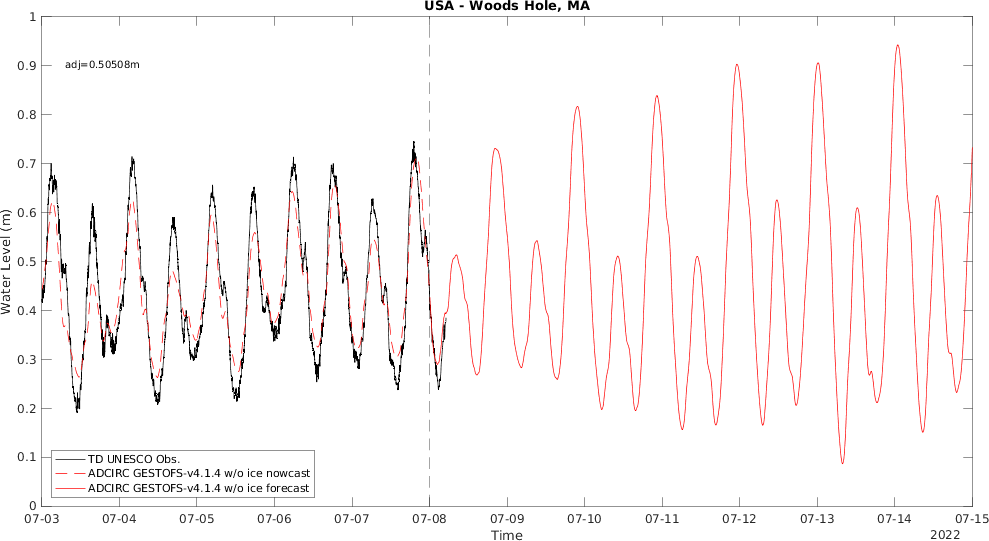 USA - Woods Hole, MA
adj=0.50508m
Water Level (m)
1
0.9
0.8
0.7
0.6
0.5
0.4
0.3
0.2
0.1
0
TD UNESCO Obs.
ADCIRC GESTOFS-v4.1.4 w/o ice nowcast
ADCIRC GESTOFS-v4.1.4 w/o ice forecast
07-03 07-04 07-05 07-06 07-07 07-08 07-09 07-10 07-11 07-12 07-13 07-14 07-15
Time
2022